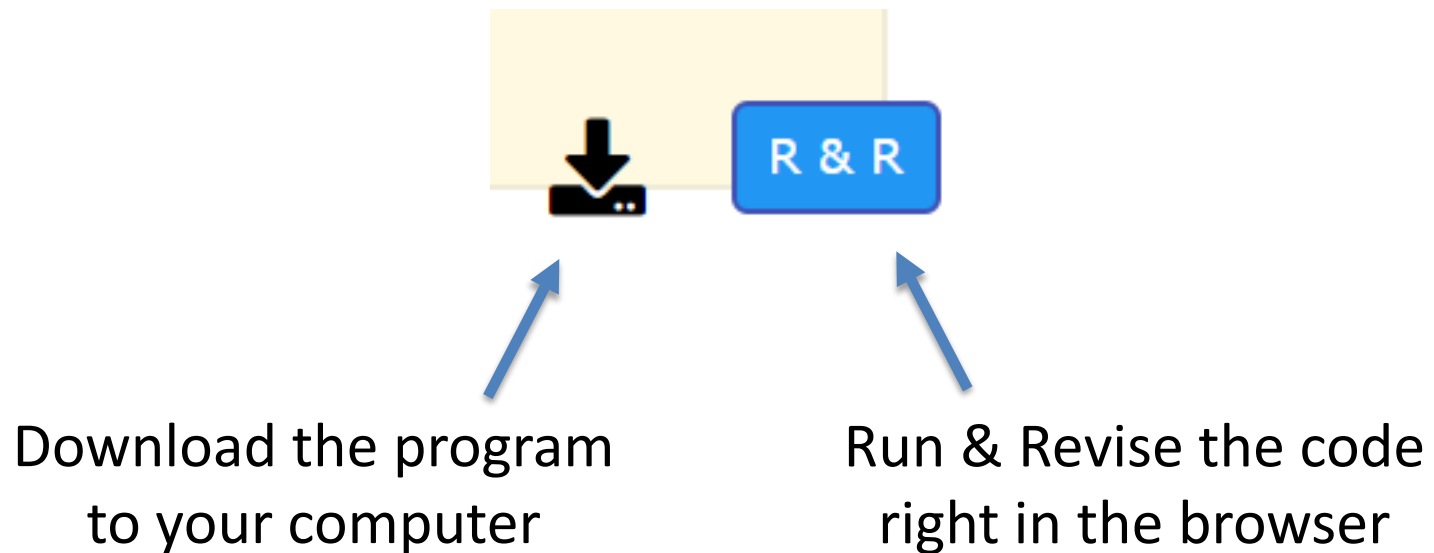 R & R
Download the program
to your computer
Run & Revise the code
right in the browser